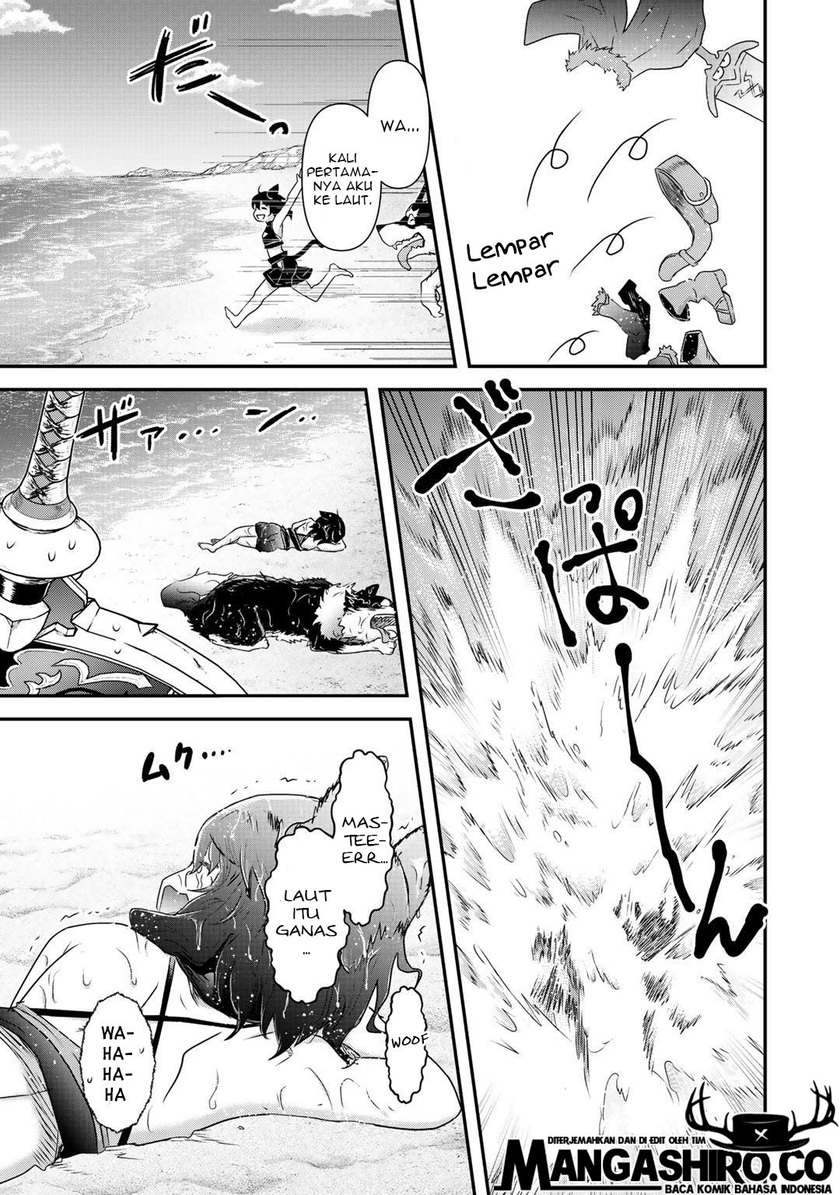 Lempar
Lempar
WA,,,
KALI
PERTAMA-
NYA AKU
KE LAUT.
だーっ
ざっぱーん
ザァ… ン…
ムク….
MAS-
TEE-
ERR...
LAUT
ITU
GANAS
...
WOOF
WA-
HA-
HA-
HA
DITERJEMAHKAN DAN DI EDIT OLEH TIM
MANGASHIRO.CO
BACA KOMIK BAHASA INDONESIA